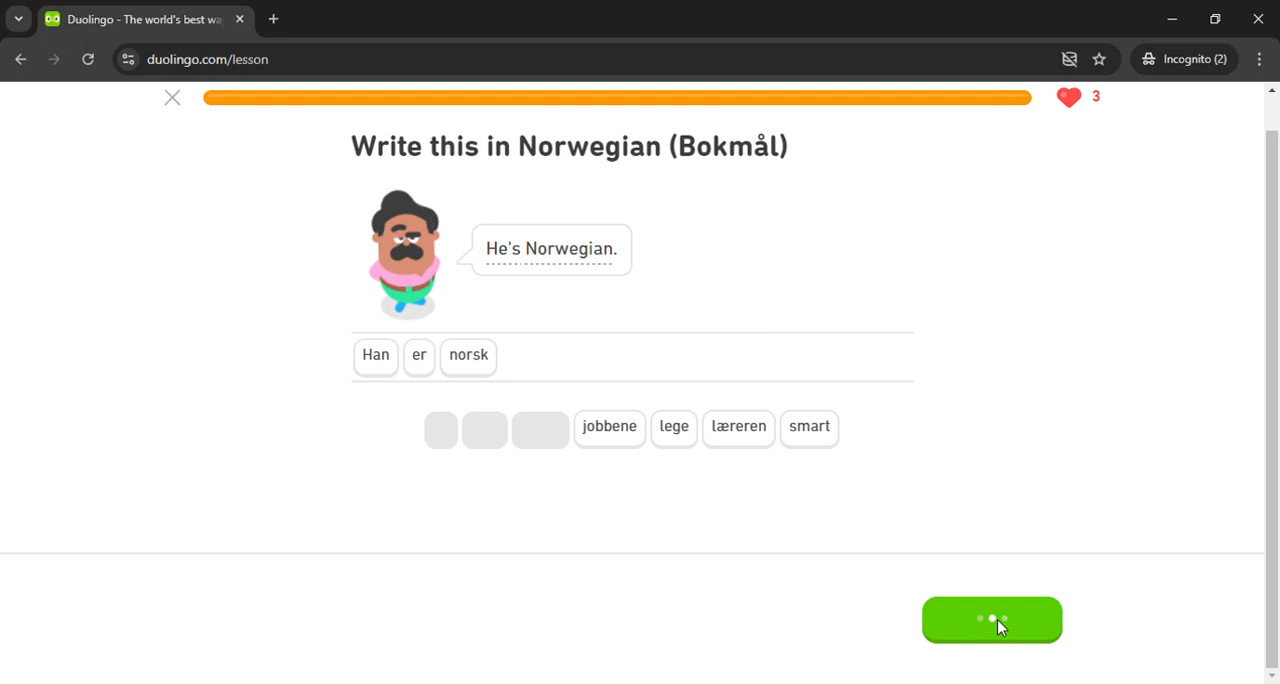 Duolingo - The world's best wa
duolingo.com/lesson
Incognito (2)
3
Write this in Norwegian (Bokmål)
He's Norwegian.
Han er norsk
jobbene lege læreren smart